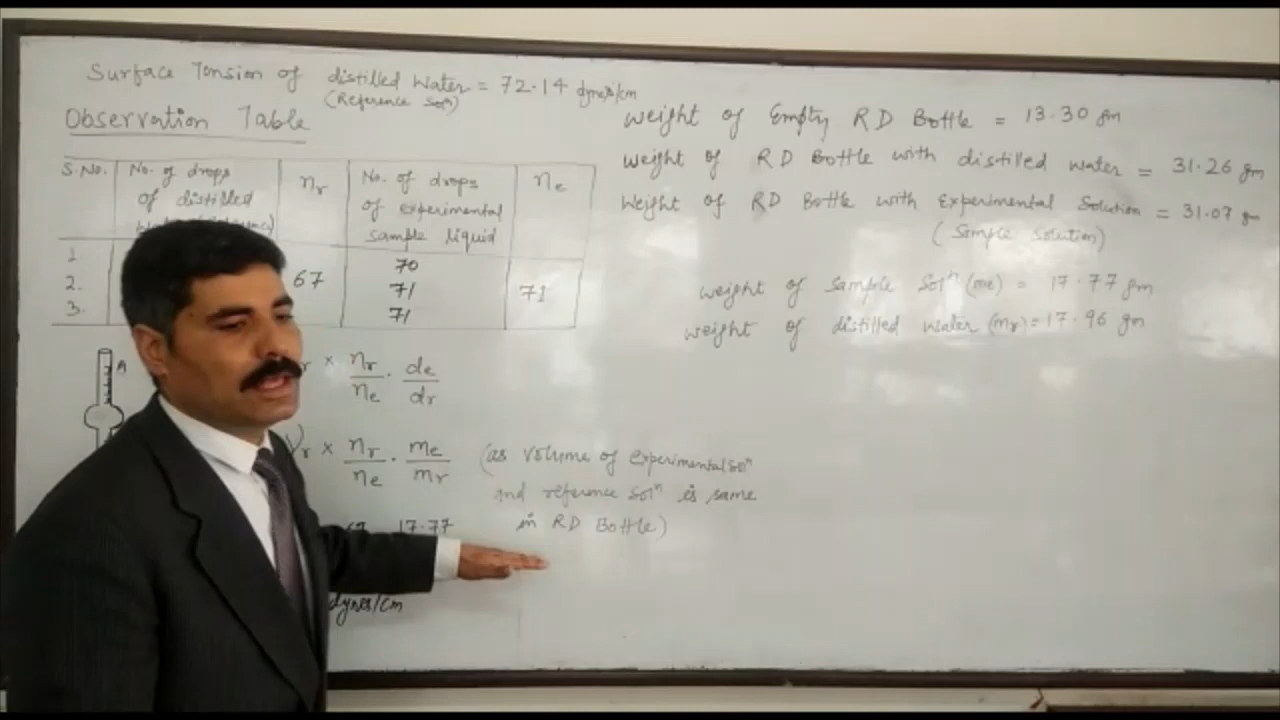 Surface Tension of distilled Water = 72.14 dynes/cm
(Reference Solⁿ)
Observation Table
S.No. No. of drops of distilled
nr
No. of drops of experimental sample liquid
ne
1 70
2. 67 71 71
3. 71
A
r × nr/ne . de/dr
γr × nr/ne . me/mr (as volume of experimental solⁿ
and reference solⁿ is same
in RD Bottle)
67 17.77
dynes/cm
weight of Empty RD Bottle = 13.30 gm
weight of RD Bottle with distilled water = 31.26 gm
Weight of RD Bottle with Experimental Solution = 31.07 gm
(Sample Solution)
weight of sample Solⁿ (me) = 17.77 gm
weight of distilled water (mr) = 17.96 gm